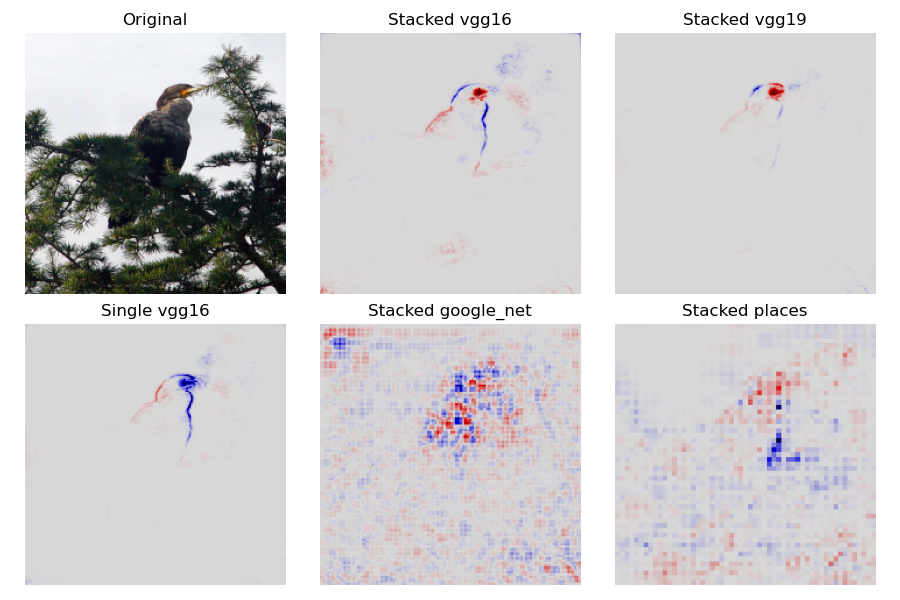 Original
Stacked vgg16
Stacked vgg19
Single vgg16
Stacked google_net
Stacked places